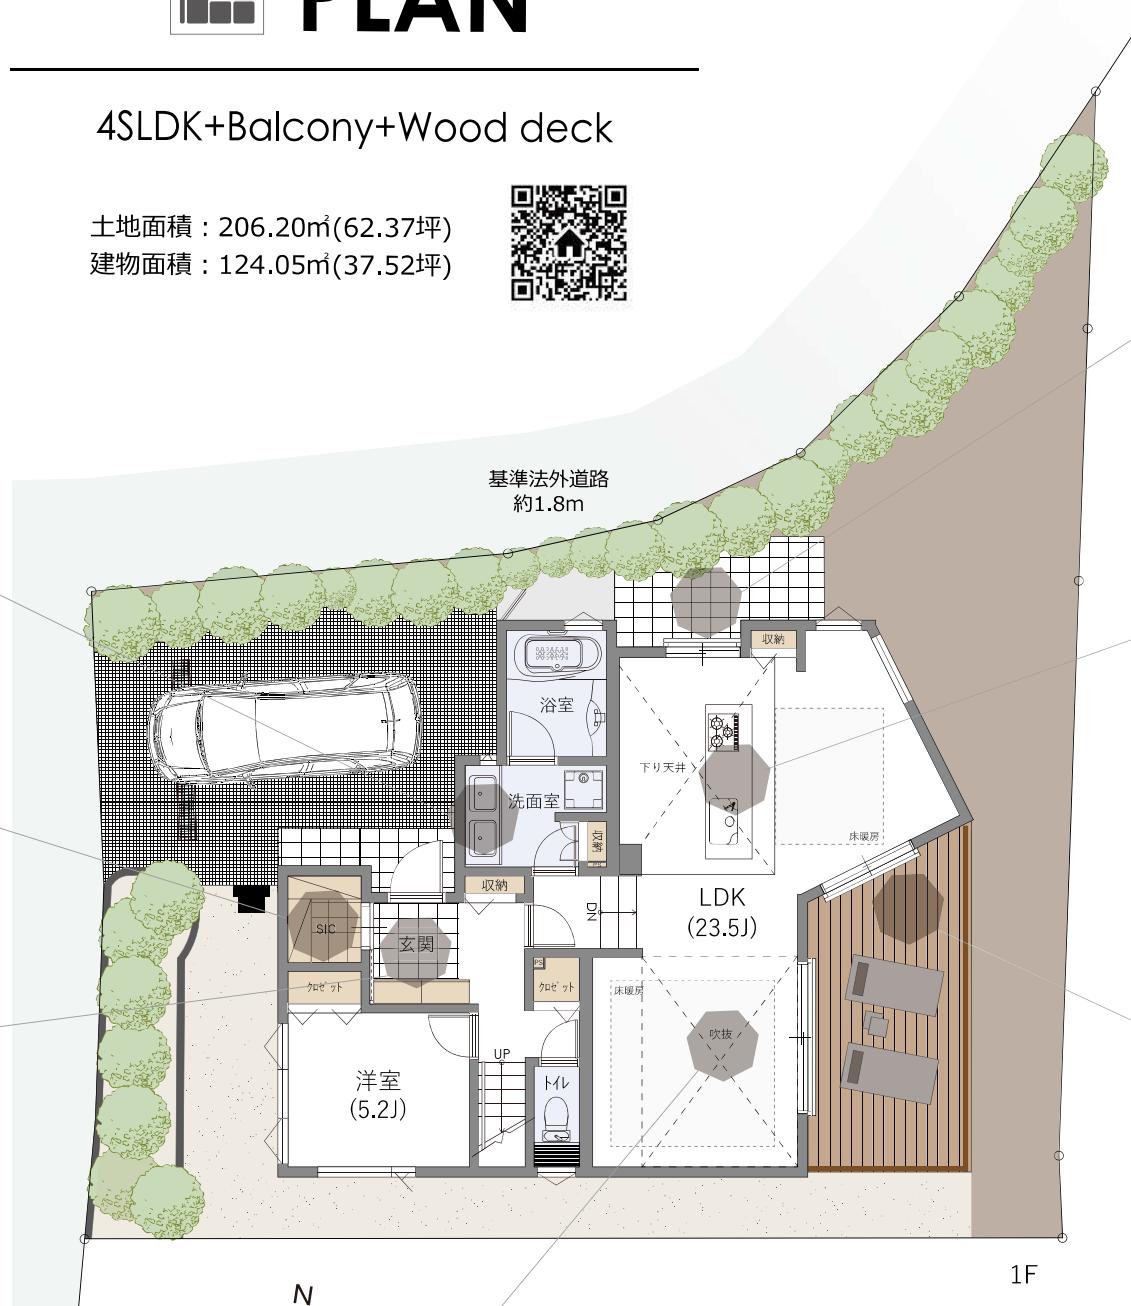 PLAN
4SLDK+Balcony+Wood deck
土地面積：206.20㎡(62.37坪)
建物面積：124.05㎡(37.52坪)
基準法外道路
約1.8m
収納
浴室
下り天井
洗面室
床暖房
収納
PS
収納
LDK
(23.5J)
DN
SIC
玄関
PS
クロゼット
クロゼット
床暖房
吹抜
UP
洋室
(5.2J)
トイレ
1F
N